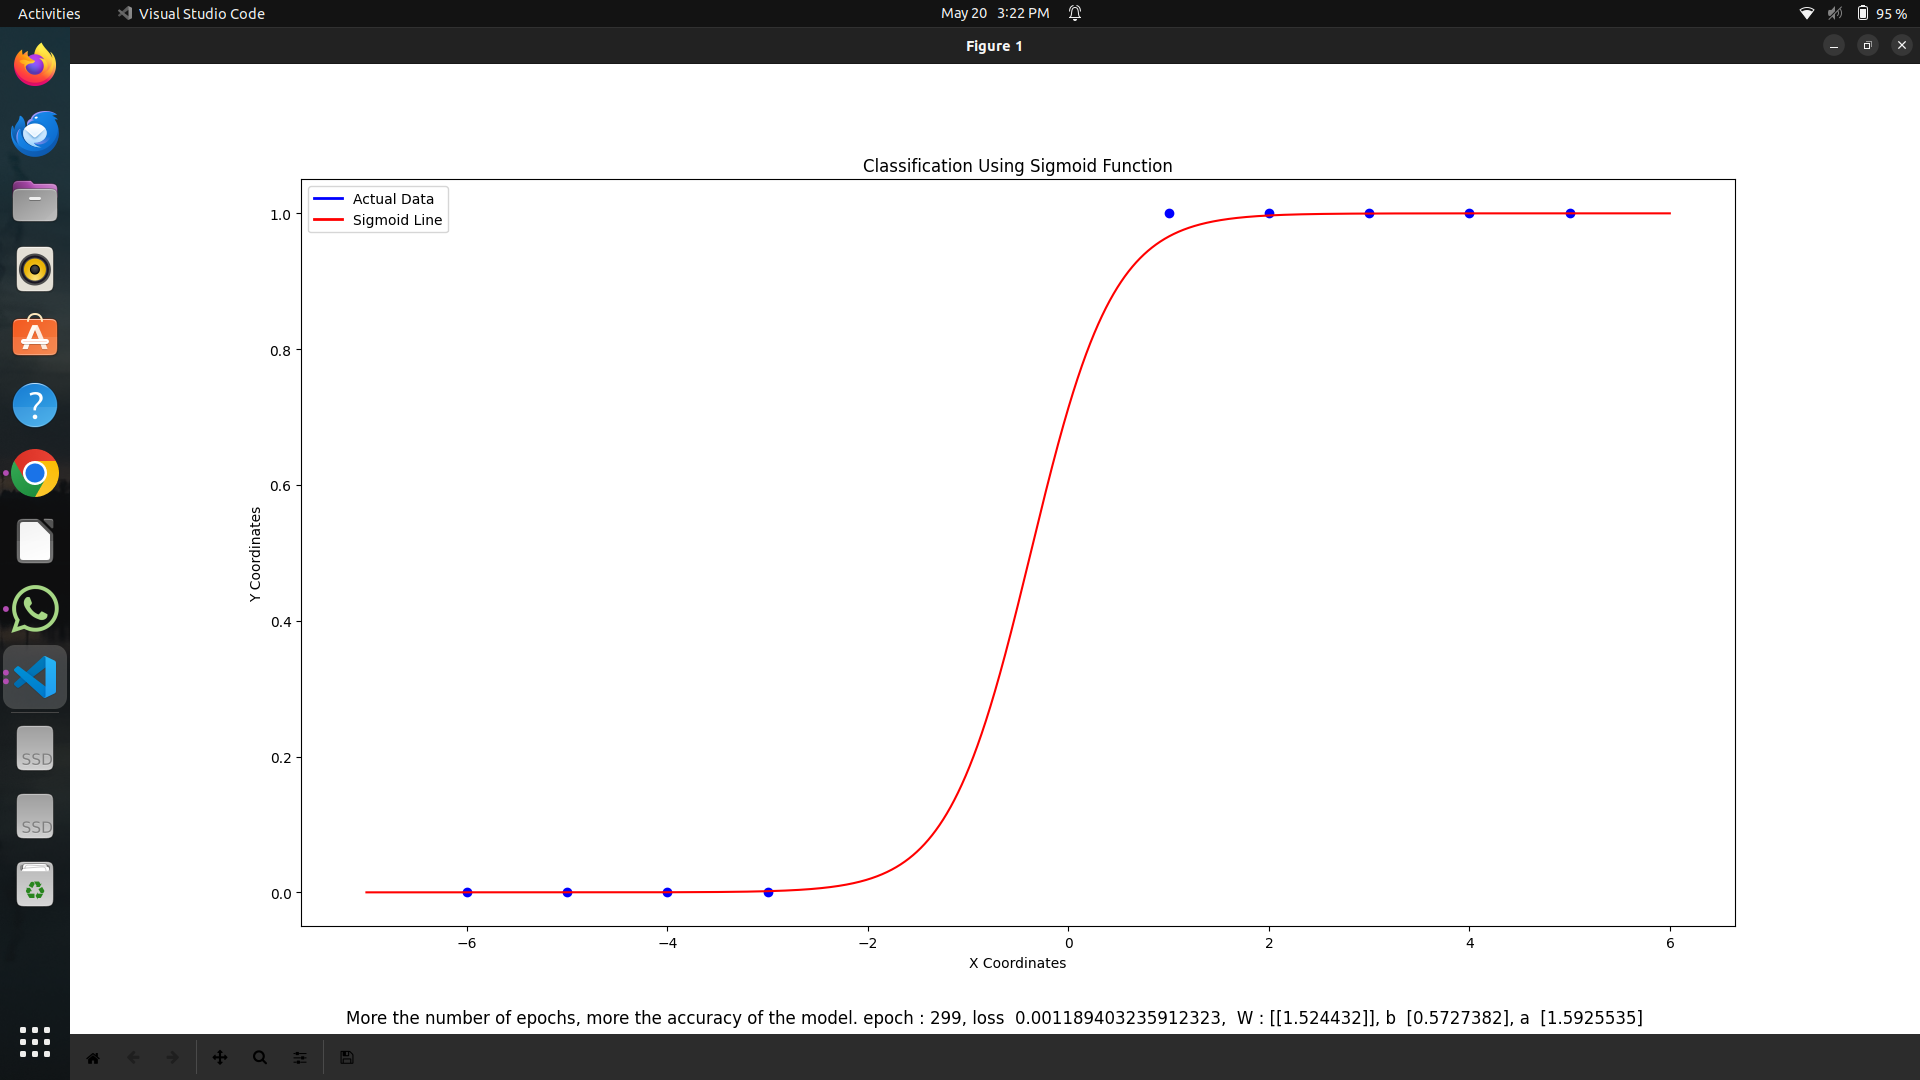 Activities
Visual Studio Code
May 20 3:22 PM
95 %
Figure 1
Classification Using Sigmoid Function
Actual Data
Sigmoid Line
1.0
0.8
0.6
0.4
0.2
0.0
Y Coordinates
−6
−4
−2
0
2
4
6
X Coordinates
More the number of epochs, more the accuracy of the model. epoch : 299, loss 0.001189403235912323, W : [[1.524432]], b [0.5727382], a [1.5925535]
SSD
SSD